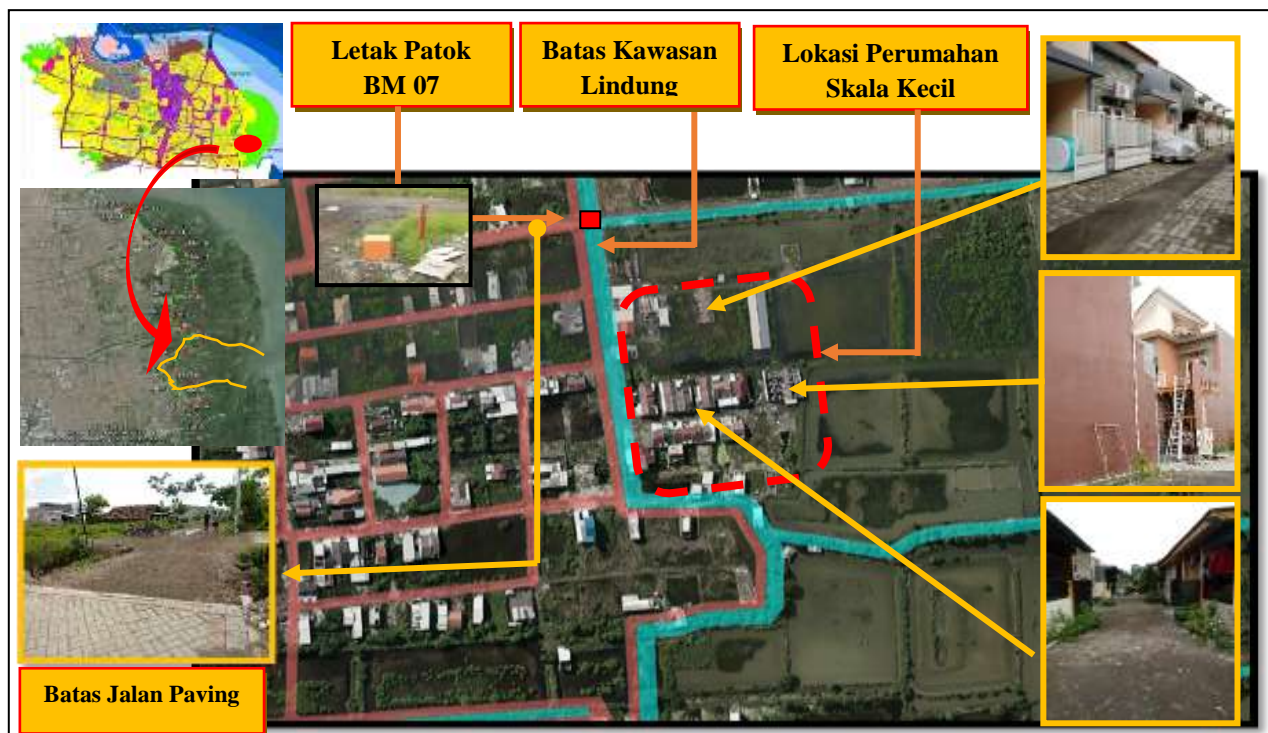 Letak Patok
BM 07
Batas Kawasan
Lindung
Lokasi Perumahan
Skala Kecil
Batas Jalan Paving